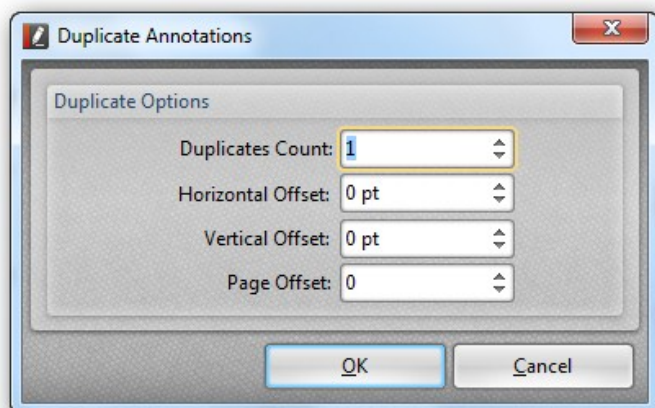 Duplicate Annotations
Duplicate Options
Duplicates Count: 1
Horizontal Offset: 0 pt
Vertical Offset: 0 pt
Page Offset: 0
OK Cancel